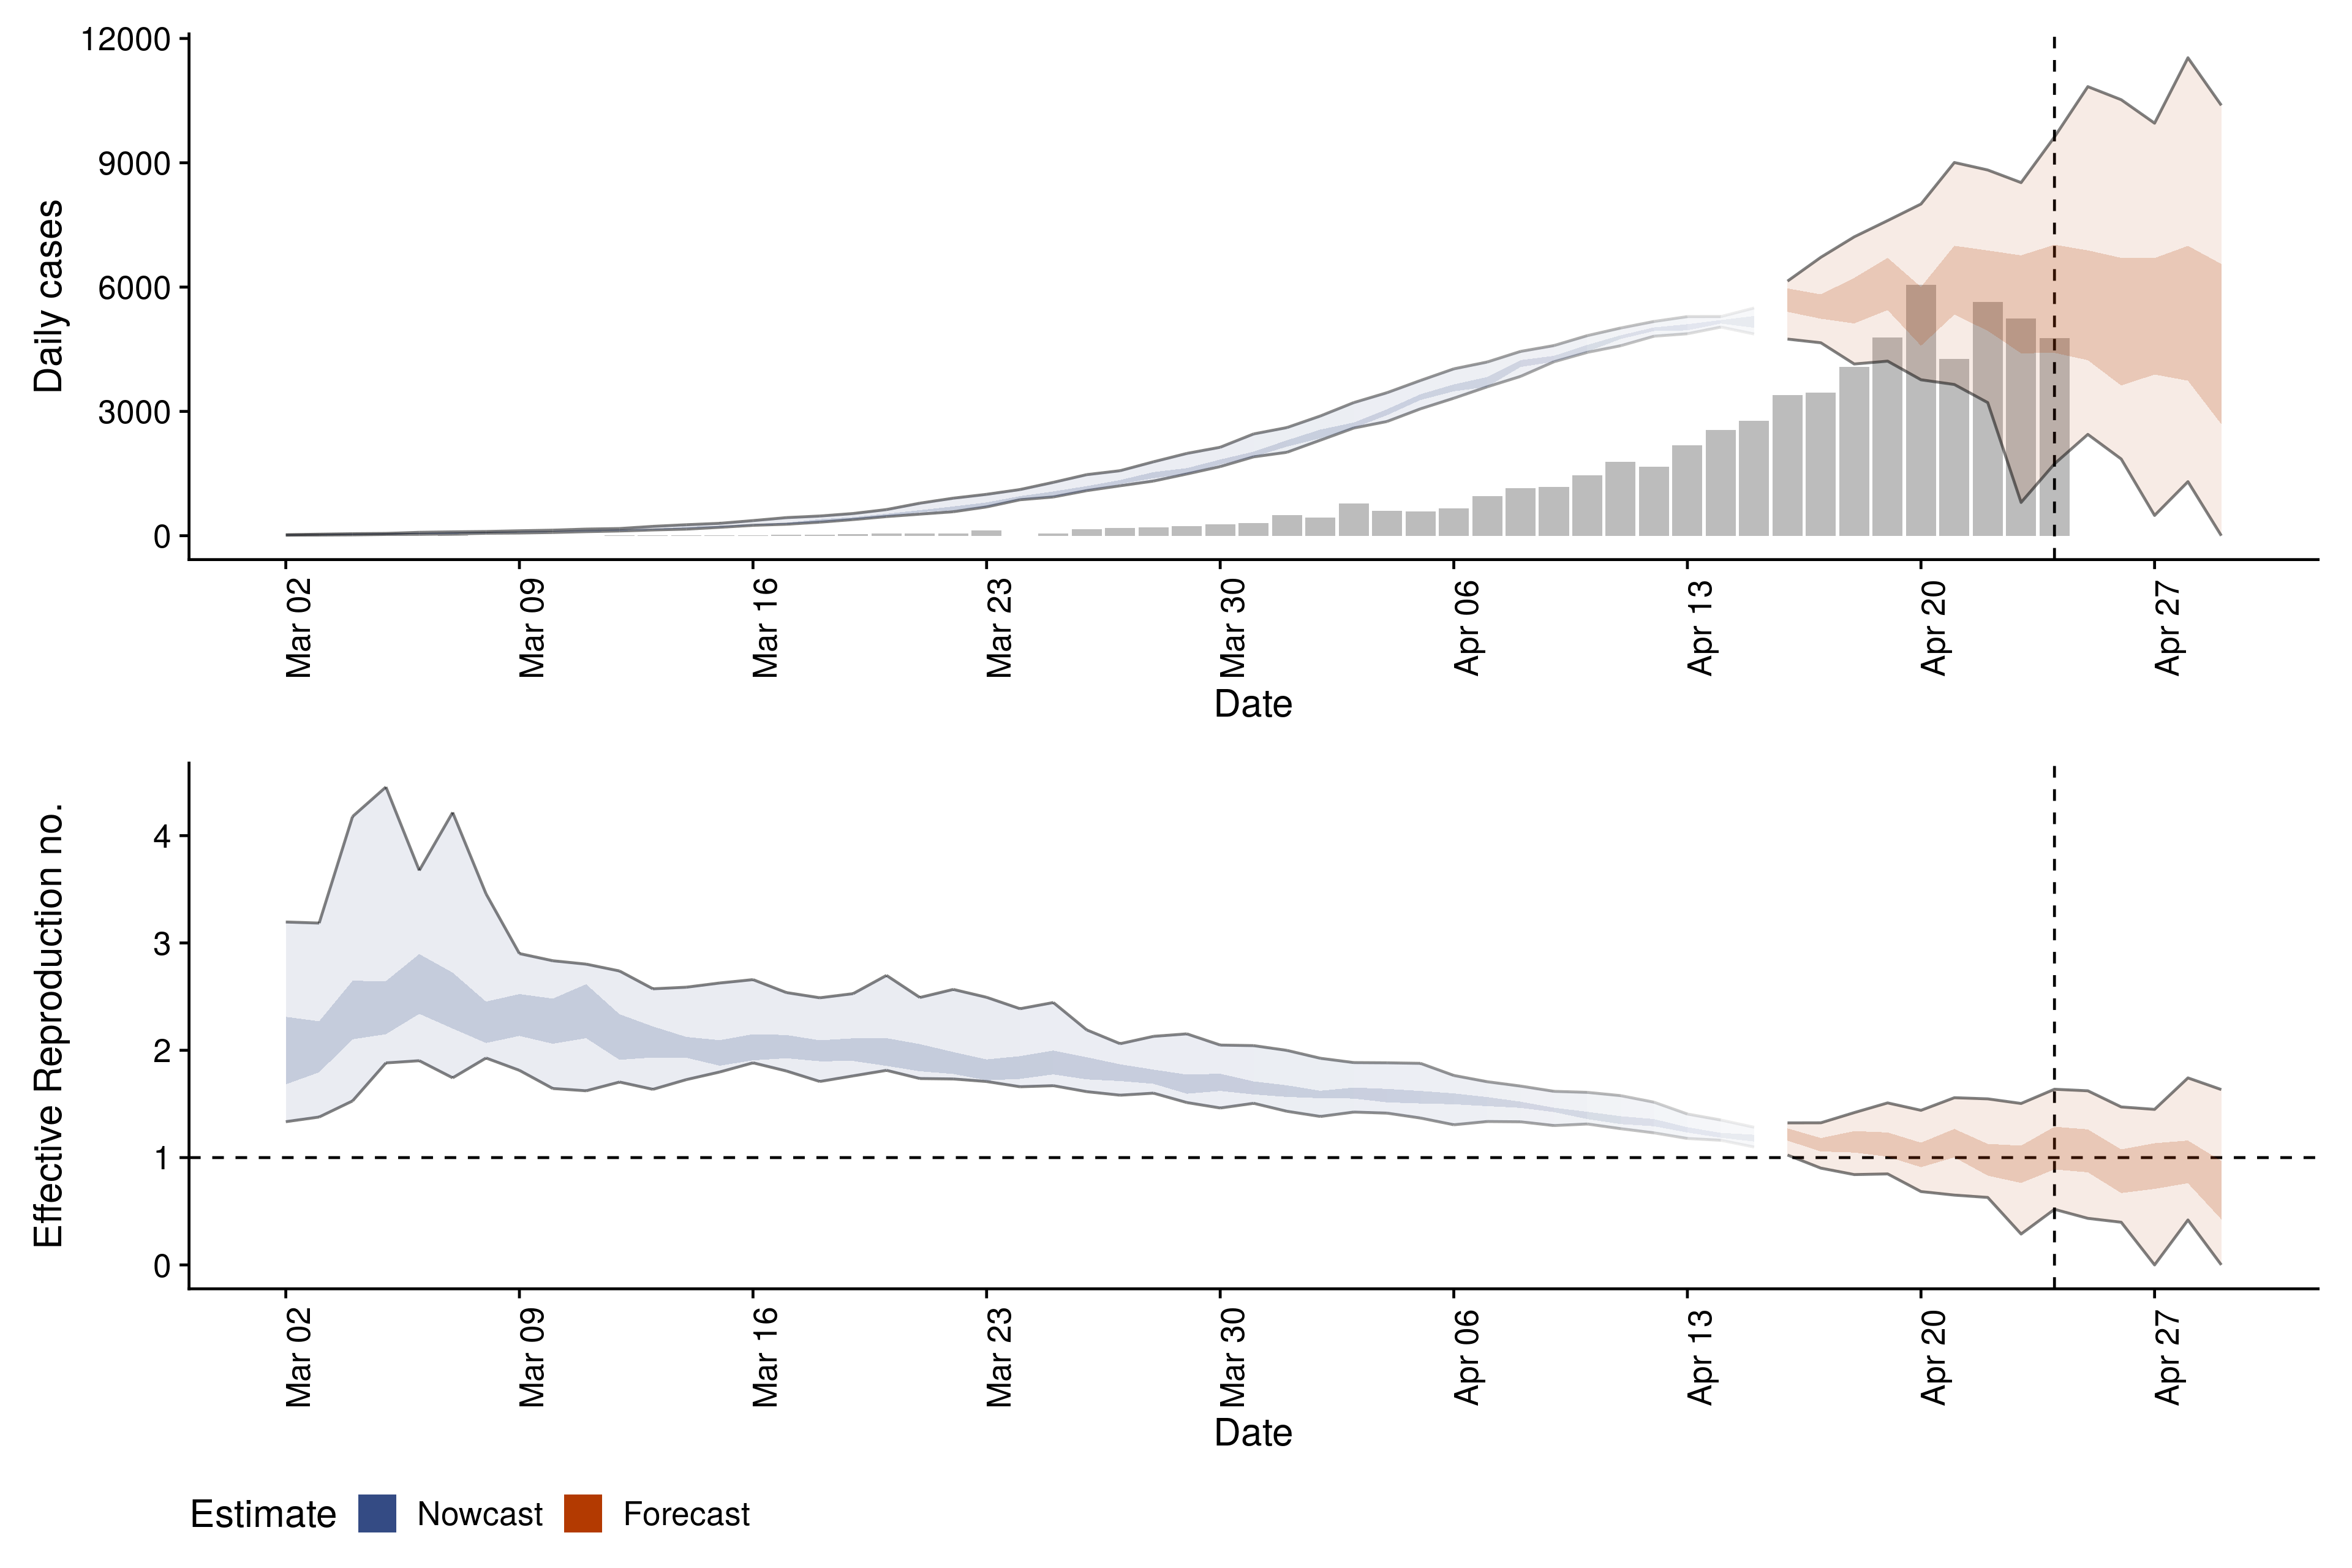 12000
9000
6000
3000
0
Daily cases
Mar 02
Mar 09
Mar 16
Mar 23
Mar 30
Apr 06
Apr 13
Apr 20
Apr 27
Date
4
3
2
1
0
Effective Reproduction no.
Mar 02
Mar 09
Mar 16
Mar 23
Mar 30
Apr 06
Apr 13
Apr 20
Apr 27
Date
Estimate Nowcast Forecast